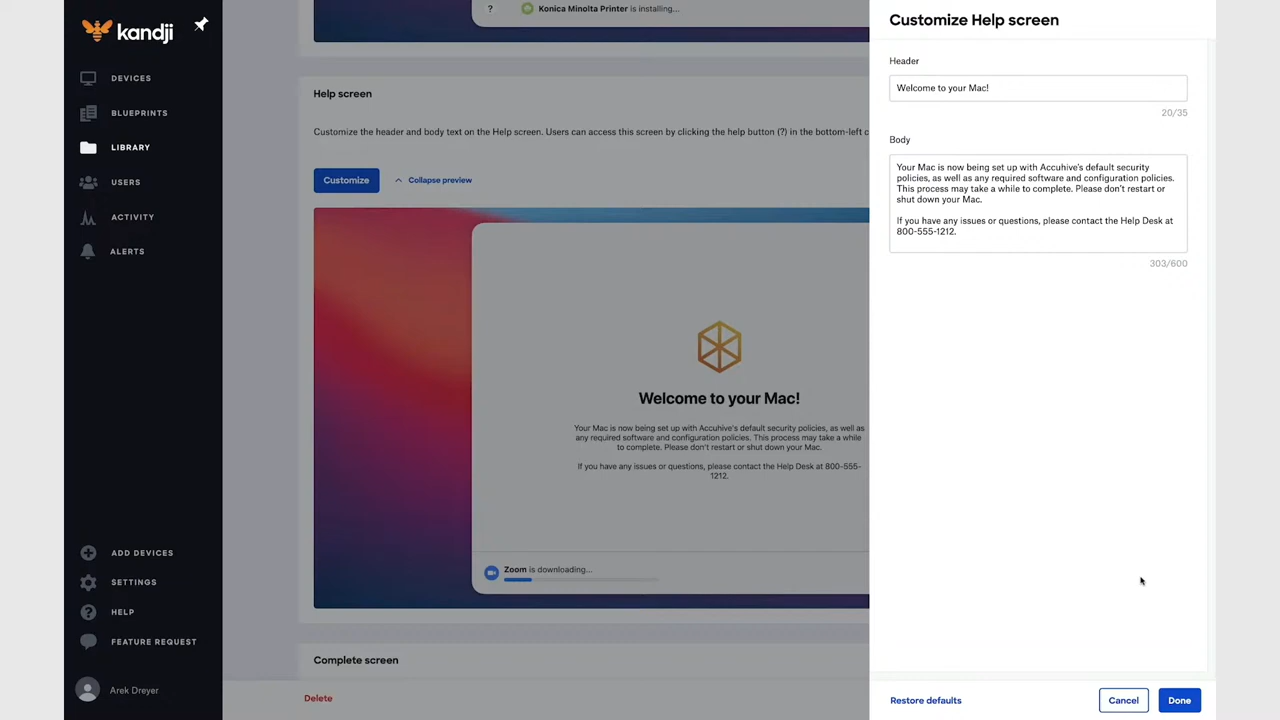 kandji
DEVICES
BLUEPRINTS
LIBRARY
USERS
ACTIVITY
ALERTS
ADD DEVICES
SETTINGS
HELP
FEATURE REQUEST
Arek Dreyer
? Konica Minolta Printer is installing...
Help screen
Customize the header and body text on the Help screen. Users can access this screen by clicking the help button (?) in the bottom-left c
Customize
Collapse preview
Welcome to your Mac!
Your Mac is now being set up with Accuhive's default security policies, as well as
any required software and configuration policies. This process may take a while
to complete. Please don't restart or shut down your Mac.
If you have any issues or questions, please contact the Help Desk at 800-555-
1212.
Zoom is downloading...
Complete screen
Delete
Customize Help screen
Header
Welcome to your Mac!
20/35
Body
Your Mac is now being set up with Accuhive's default security
policies, as well as any required software and configuration policies.
This process may take a while to complete. Please don't restart or
shut down your Mac.
If you have any issues or questions, please contact the Help Desk at
800-555-1212.
303/600
Restore defaults
Cancel
Done